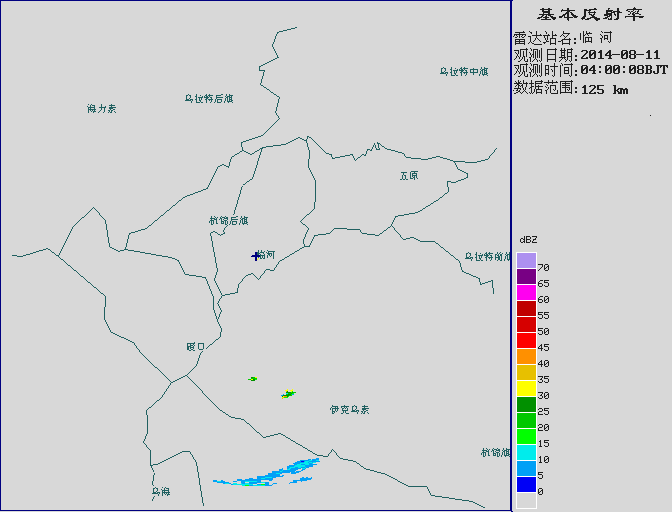 基本反射率
雷达站名:临 河
观测日期:2014-08-11
观测时间:04:00:08BJT
数据范围:125 km
乌拉特中旗
乌拉特后旗
海力素
五原
杭锦后旗
临河
乌拉特前旗
磴口
伊克乌素
杭锦旗
乌海
dBZ
70
65
60
55
50
45
40
35
30
25
20
15
10
5
0